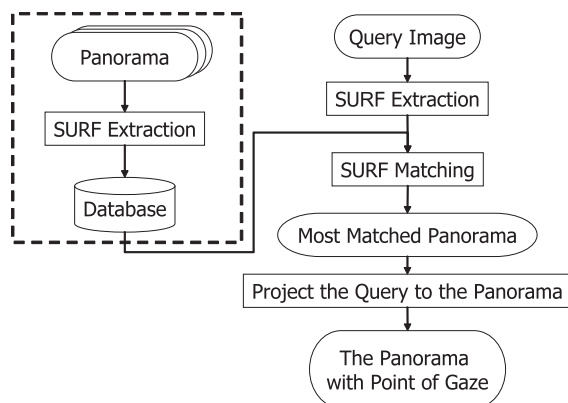 Panorama
SURF Extraction
Database
Query Image
SURF Extraction
SURF Matching
Most Matched Panorama
Project the Query to the Panorama
The Panorama
with Point of Gaze